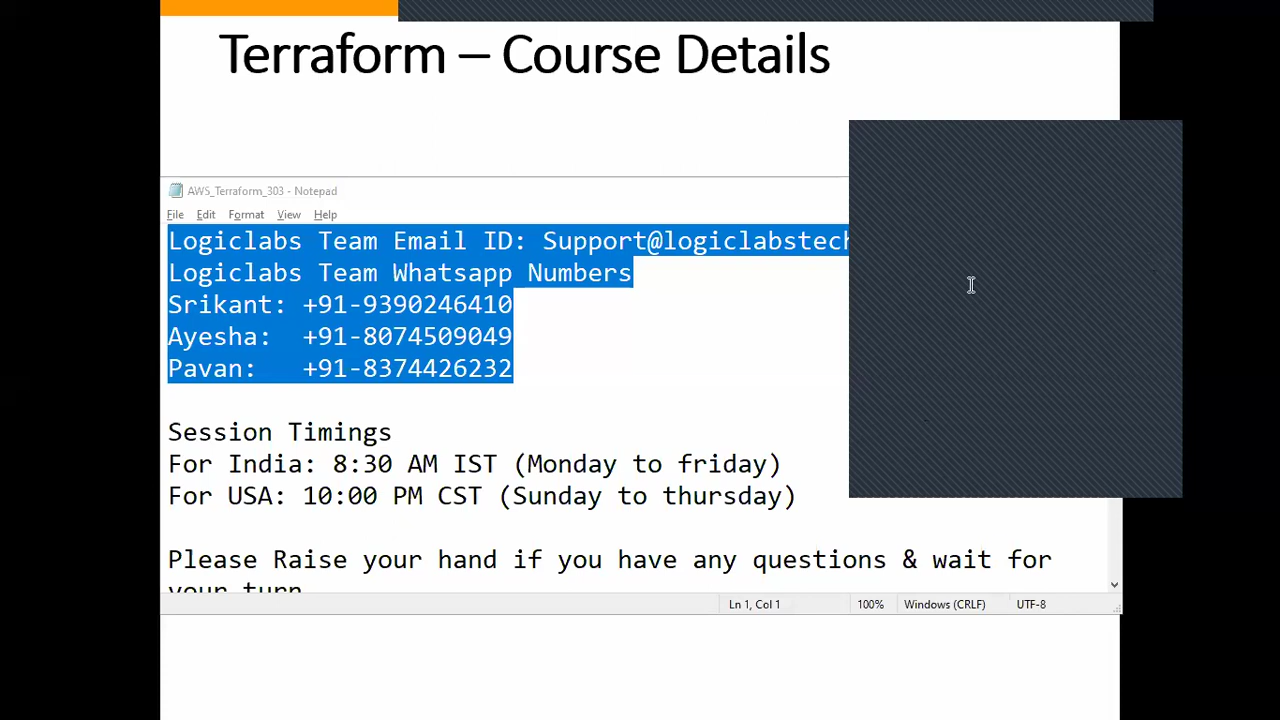 Terraform – Course Details
AWS_Terraform_303 - Notepad
File Edit Format View Help
Logiclabs Team Email ID: Support@logiclabstech
Logiclabs Team Whatsapp Numbers
Srikant: +91-9390246410
Ayesha: +91-8074509049
Pavan: +91-8374426232
Session Timings
For India: 8:30 AM IST (Monday to friday)
For USA: 10:00 PM CST (Sunday to thursday)
Please Raise your hand if you have any questions & wait for
your turn
Ln 1, Col 1 100% Windows (CRLF) UTF-8